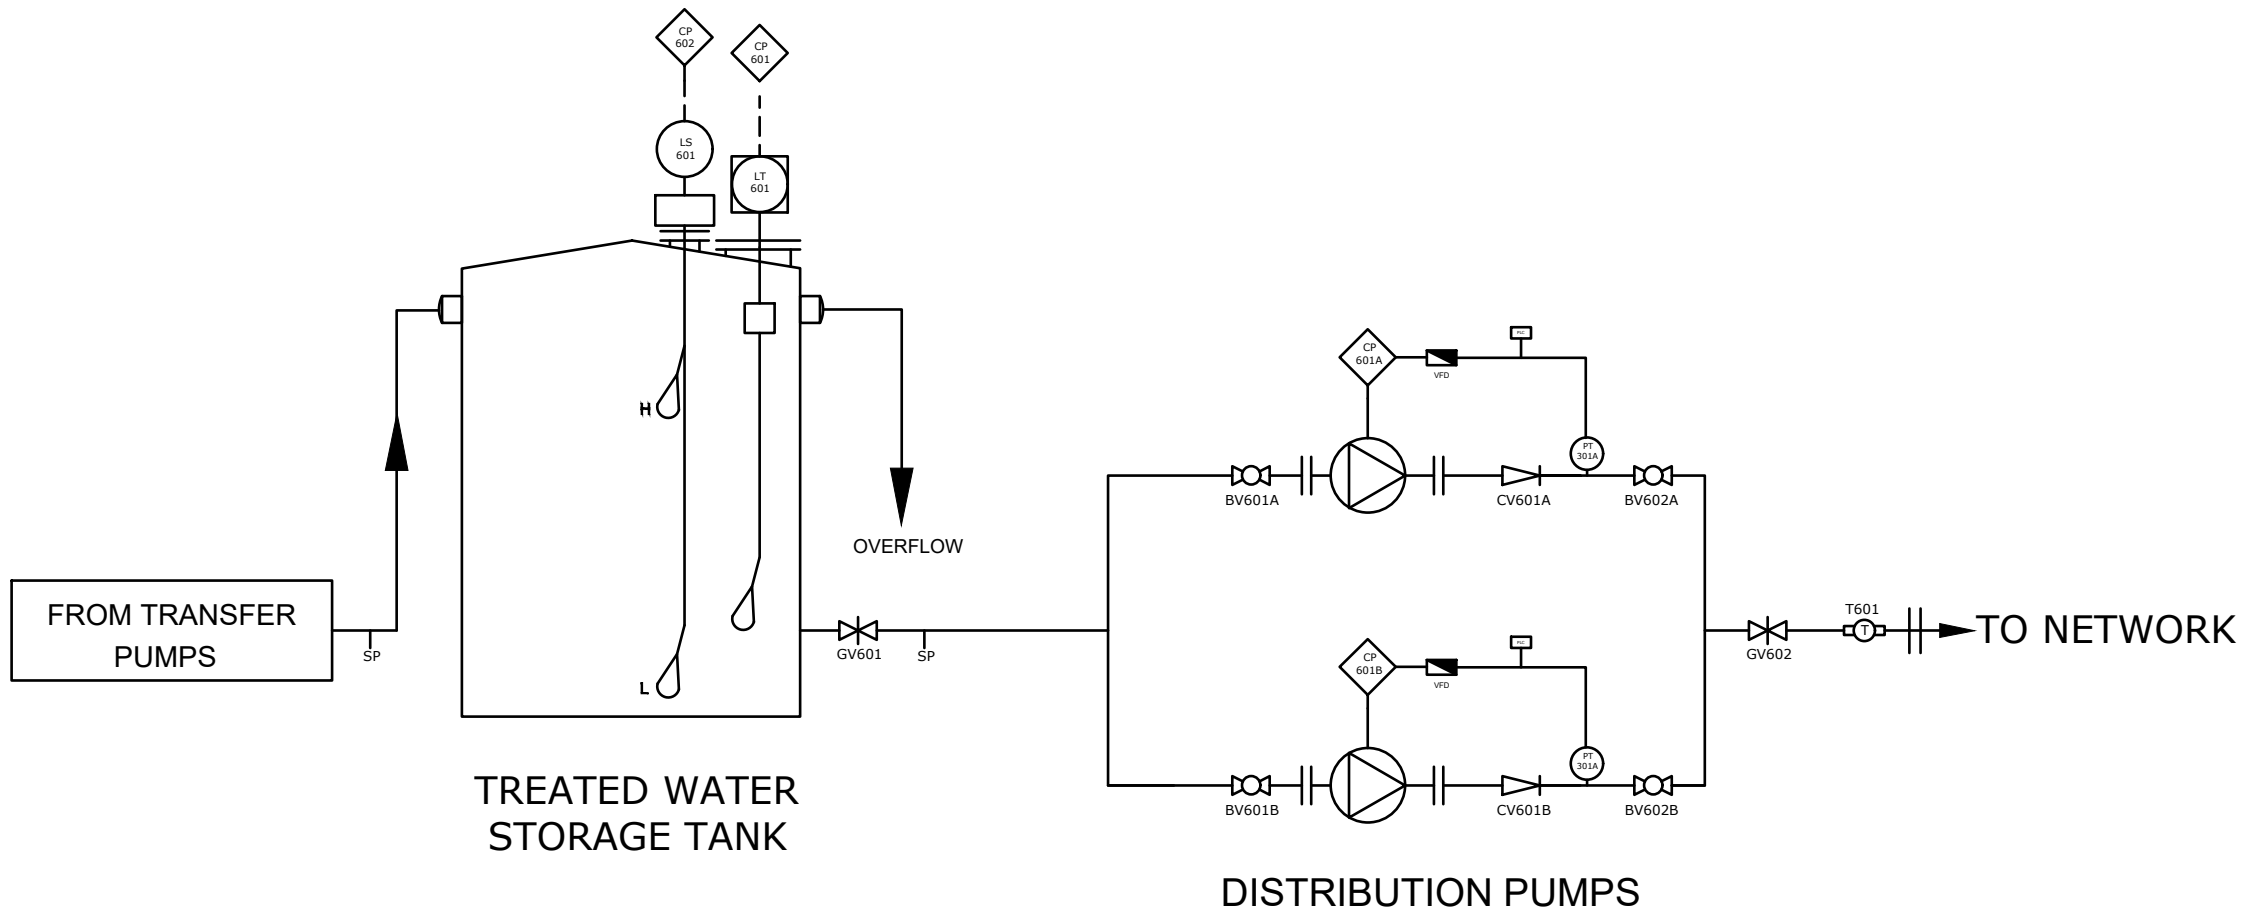 CP
602
CP
601
LS
601
LT
601
H
L
OVERFLOW
FROM TRANSFER
PUMPS
SP
GV601
SP
TREATED WATER
STORAGE TANK
CP
601A
VFD
PLC
PT
301A
BV601A
CV601A
BV602A
CP
601B
VFD
PLC
PT
301A
BV601B
CV601B
BV602B
GV602
T601
T
TO NETWORK
DISTRIBUTION PUMPS